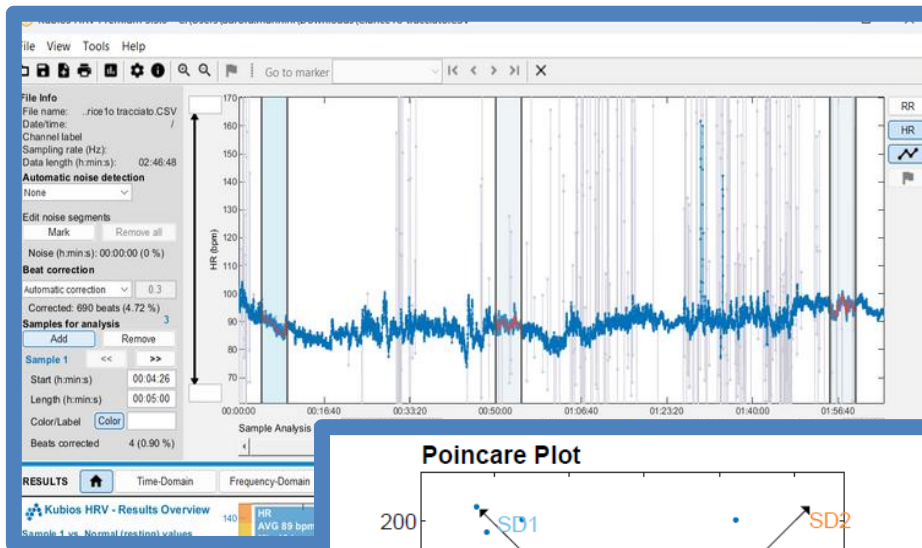 File View Tools Help
Go to marker
File Info
File name: ..rice1o tracciato.CSV
Date/time: /
Channel label
Sampling rate (Hz):
Data length (h:min:s): 02:46:48
Automatic noise detection
None
Edit noise segments
Mark Remove all
Noise (h:min:s): 00:00:00 (0 %)
Beat correction
Automatic correction 0.3
Corrected: 690 beats (4.72 %)
Samples for analysis 3
Add Remove
Sample 1 << >>
Start (h:min:s) 00:04:26
Length (h:min:s) 00:05:00
Color/Label Color
Beats corrected 4 (0.90 %)
170
160
150
140
130
120
110
100
90
80
70
HR (bpm)
00:00:00 00:16:40 00:33:20 00:50:00 01:06:40 01:23:20 01:40:00 01:56:40
Sample Analysis
RR
HR
RESULTS Time-Domain Frequency-Domain
Kubios HRV - Results Overview
Sample 1 vs. Normal (resting) values
140
HR
AVG 89 bpm
Poincare Plot
200
SD1
SD2